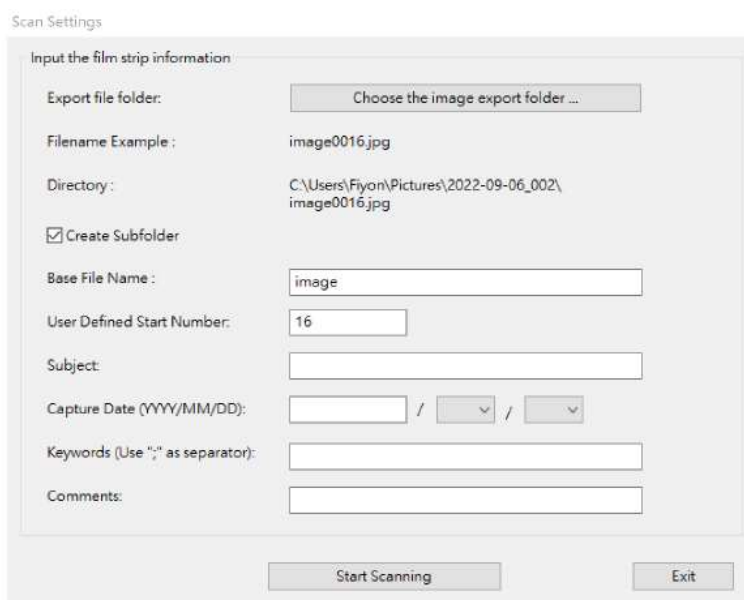 Scan Settings
Input the film strip information
Export file folder:
Choose the image export folder ...
Filename Example :
image0016.jpg
Directory :
C:\Users\Fiyon\Pictures\2022-09-06_002\
image0016.jpg
Create Subfolder
Base File Name :
image
User Defined Start Number:
16
Subject:
Capture Date (YYYY/MM/DD):
/ /
Keywords (Use ";" as separator):
Comments:
Start Scanning
Exit